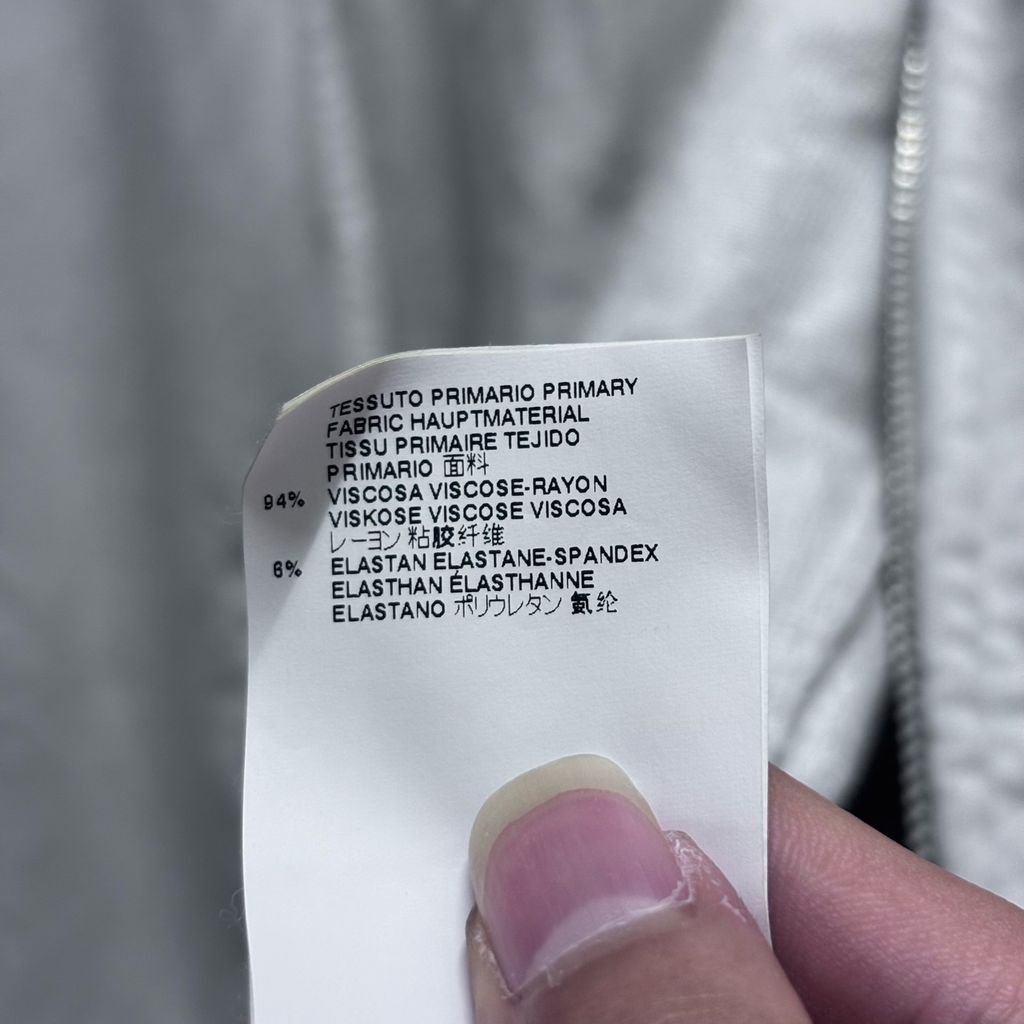 TESSUTO PRIMARIO PRIMARY
FABRIC HAUPTMATERIAL
TISSU PRIMAIRE TEJIDO
PRIMARIO 面料
94% VISCOSA VISCOSE-RAYON
VISKOSE VISCOSE VISCOSA
レーヨン 粘胶纤维
6% ELASTAN ELASTANE-SPANDEX
ELASTHAN ÉLASTHANNE
ELASTANO ポリウレタン 氨纶